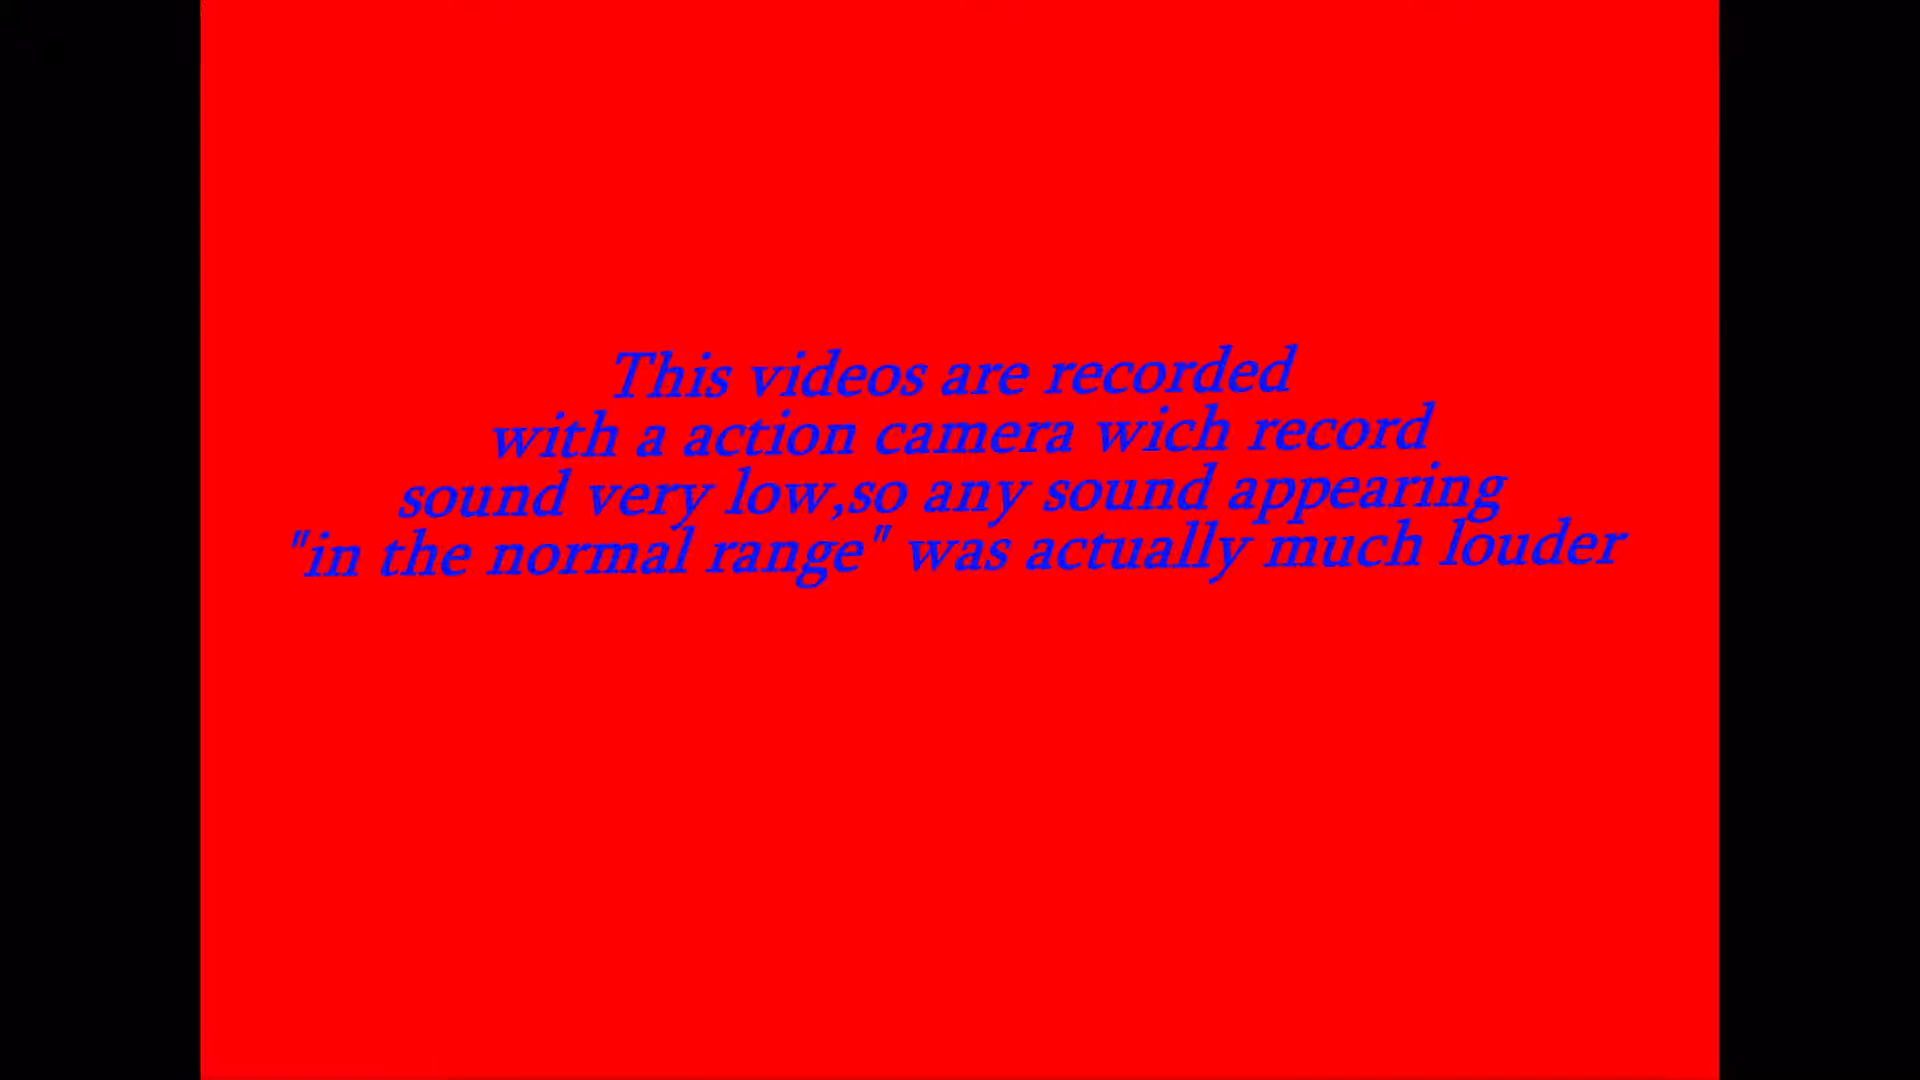 This videos are recorded
with a action camera wich record
sound very low,so any sound appearing
"in the normal range" was actually much louder